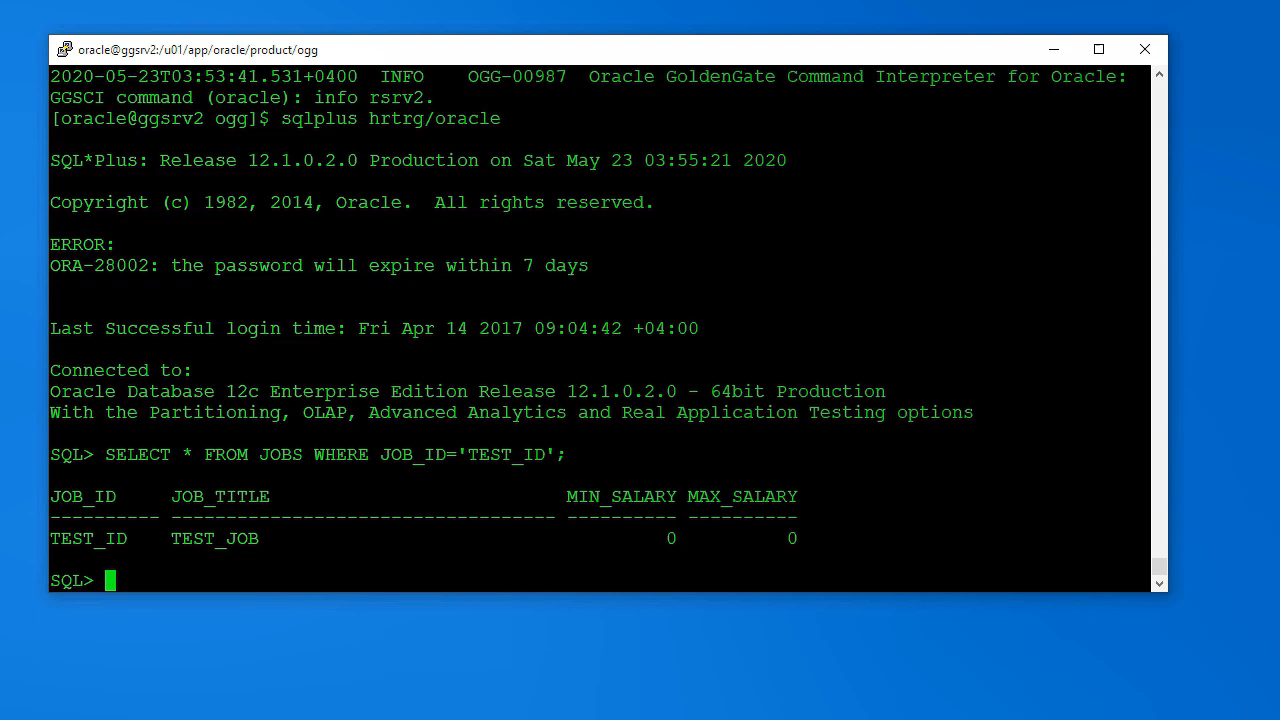 oracle@ggsrv2:/u01/app/oracle/product/ogg
2020-05-23T03:53:41.531+0400  INFO    OGG-00987  Oracle GoldenGate Command Interpreter for Oracle:
GGSCI command (oracle): info rsrv2.
[oracle@ggsrv2 ogg]$ sqlplus hrtrg/oracle
SQL*Plus: Release 12.1.0.2.0 Production on Sat May 23 03:55:21 2020
Copyright (c) 1982, 2014, Oracle.  All rights reserved.
ERROR:
ORA-28002: the password will expire within 7 days
Last Successful login time: Fri Apr 14 2017 09:04:42 +04:00
Connected to:
Oracle Database 12c Enterprise Edition Release 12.1.0.2.0 - 64bit Production
With the Partitioning, OLAP, Advanced Analytics and Real Application Testing options
SQL> SELECT * FROM JOBS WHERE JOB_ID='TEST_ID';
JOB_ID     JOB_TITLE                           MIN_SALARY MAX_SALARY
---------- ----------------------------------- ---------- ----------
TEST_ID    TEST_JOB                                     0          0
SQL>